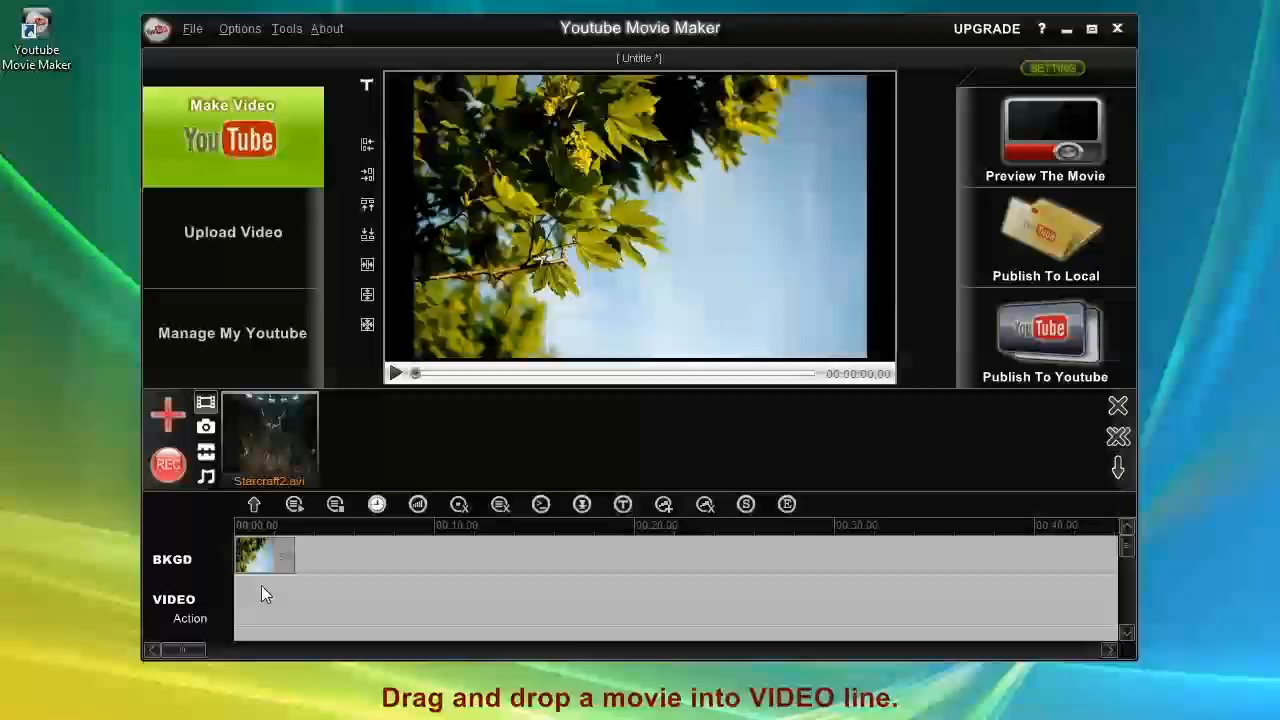 Youtube
Movie Maker
File Options Tools About
Youtube Movie Maker
UPGRADE ?
[ Untitle *]
Make Video
YouTube
Upload Video
Manage My Youtube
SETTING
Preview The Movie
YouTube
Publish To Local
YouTube
Publish To Youtube
00:00:00.00
REC
Starcraft2.avi
T
T
S
E
00:00.00 00:10.00 00:20.00 00:30.00 00:40.00
BKGD
VIDEO
Action
Drag and drop a movie into VIDEO line.